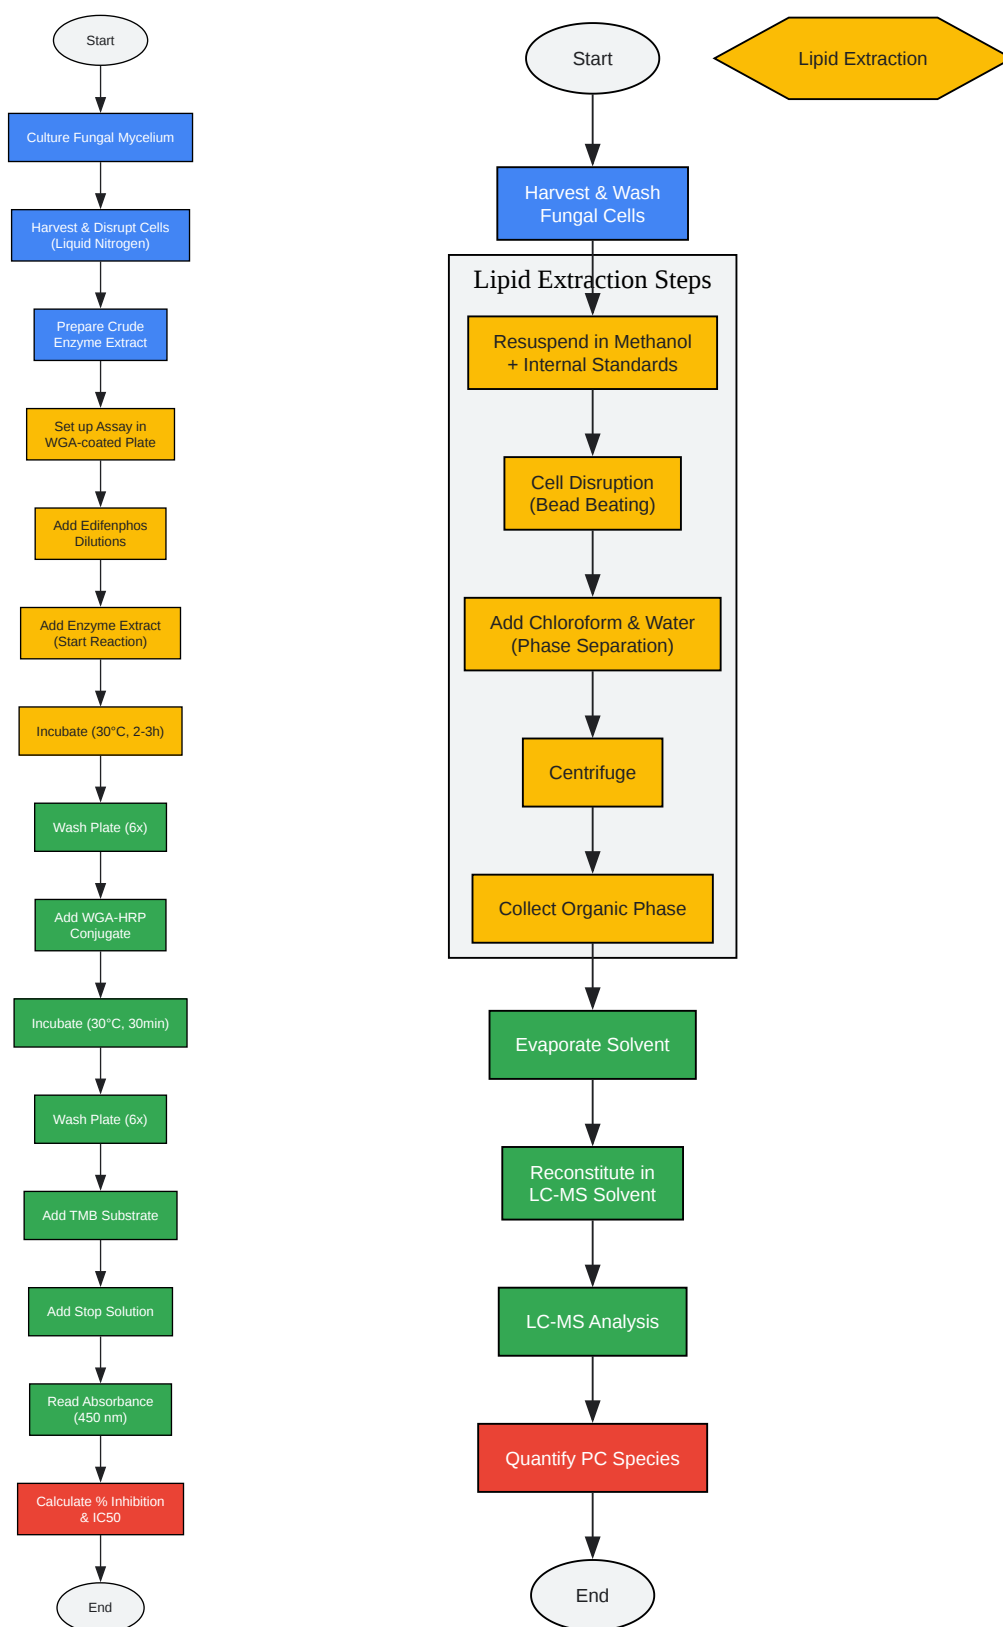 Start
Culture Fungal Mycelium
Harvest & Disrupt Cells
(Liquid Nitrogen)
Prepare Crude
Enzyme Extract
Set up Assay in
WGA-coated Plate
Add Edifenphos
Dilutions
Add Enzyme Extract
(Start Reaction)
Incubate (30°C, 2-3h)
Wash Plate (6x)
Add WGA-HRP
Conjugate
Incubate (30°C, 30min)
Wash Plate (6x)
Add TMB Substrate
Add Stop Solution
Read Absorbance
(450 nm)
Calculate % Inhibition
& IC50
End
Start
Harvest & Wash
Fungal Cells
Lipid Extraction Steps
Resuspend in Methanol
+ Internal Standards
Cell Disruption
(Bead Beating)
Add Chloroform & Water
(Phase Separation)
Centrifuge
Collect Organic Phase
Evaporate Solvent
Reconstitute in
LC-MS Solvent
LC-MS Analysis
Quantify PC Species
End
Lipid Extraction